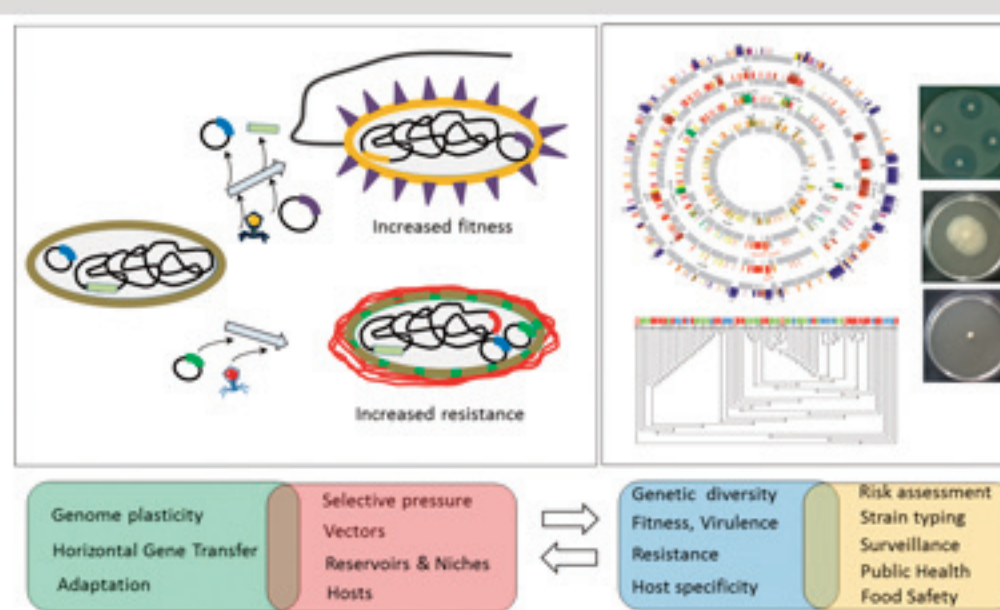 Increased fitness
Increased resistance
Genome plasticity
Horizontal Gene Transfer
Adaptation
Selective pressure
Vectors
Reservoirs & Niches
Hosts
Genetic diversity
Fitness, Virulence
Resistance
Host specificity
Risk assessment
Strain typing
Surveillance
Public Health
Food Safety